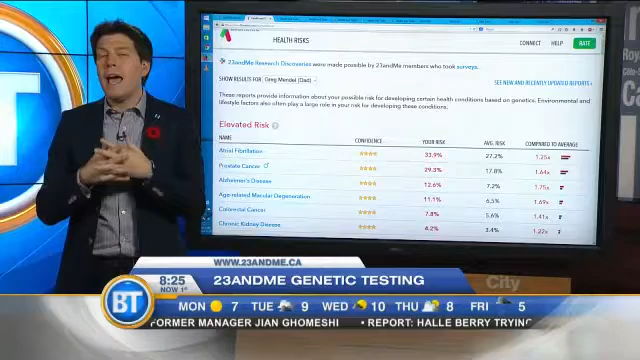 HEALTH RISKS
CONNECT HELP RATE
23andMe Research Discoveries were made possible by 23andMe members who took surveys.
SHOW RESULTS FOR Greg Mendel (Dad)
SEE NEW AND RECENTLY UPDATED REPORTS
These reports provide information about your possible risk for developing certain health conditions based on genetics. Environmental and
lifestyle factors also often play a large role in your risk for developing these conditions.
Elevated Risk ?
NAME CONFIDENCE YOUR RISK AVG. RISK COMPARED TO AVERAGE
Atrial Fibrillation 33.9% 27.2% 1.25x
Prostate Cancer 29.3% 17.8% 1.64x
Alzheimer's Disease 12.6% 7.2% 1.75x
Age-related Macular Degeneration 11.1% 6.5% 1.69x
Colorectal Cancer 7.8% 5.6% 1.41x
Chronic Kidney Disease 4.2% 3.4% 1.22x
BT
WWW.23ANDME.CA
8:25
NOW 1°
23ANDME GENETIC TESTING
City
BT
MON 7 TUE 9 WED 10 THU 8 FRI 5
FORMER MANAGER JIAN GHOMESHI • REPORT: HALLE BERRY TRYING